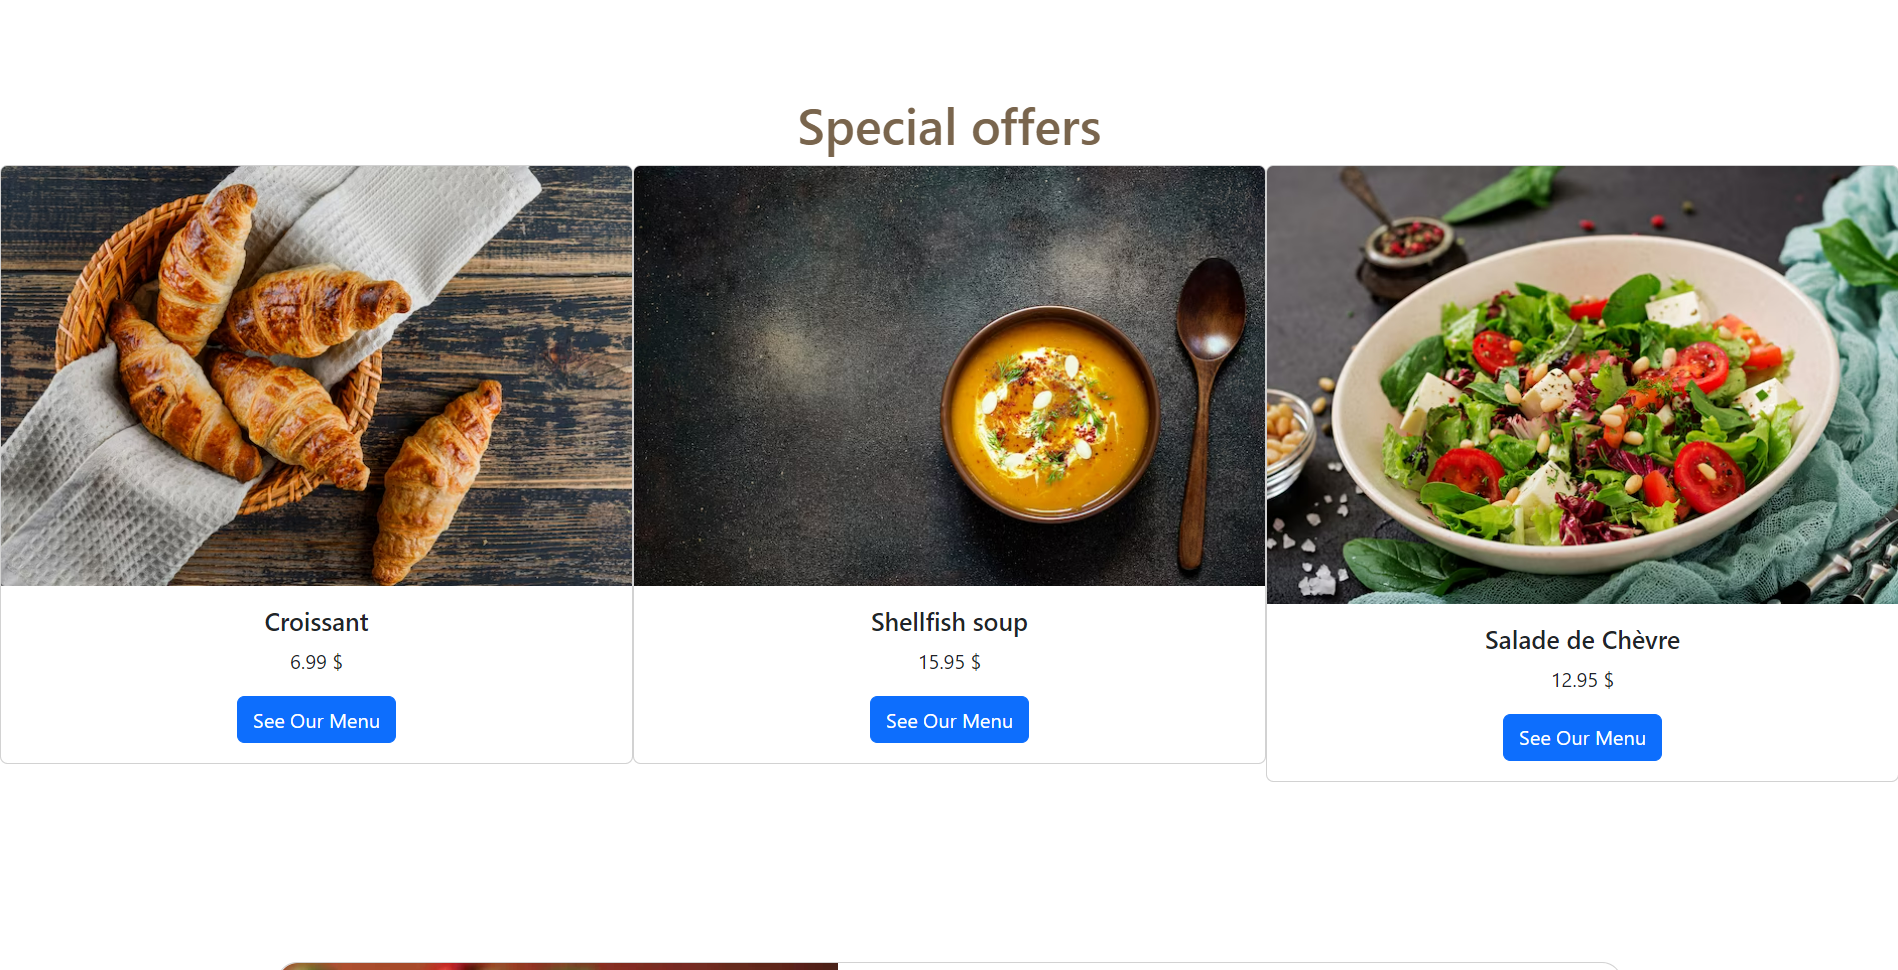 Special offers
Croissant
6.99 $
See Our Menu
Shellfish soup
15.95 $
See Our Menu
Salade de Chèvre
12.95 $
See Our Menu